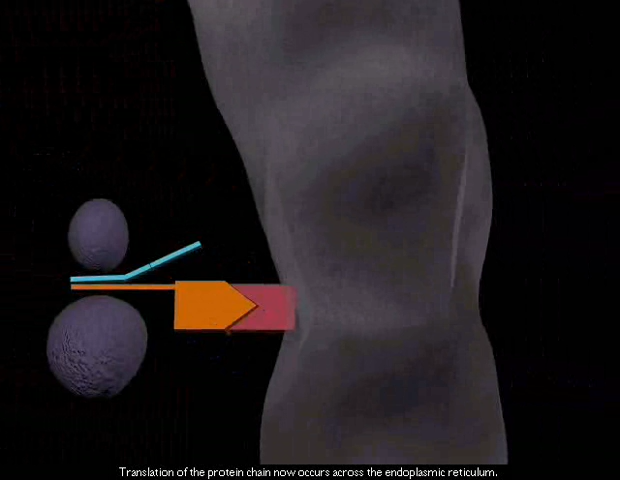 Translation of the protein chain now occurs across the endoplasmic reticulum.